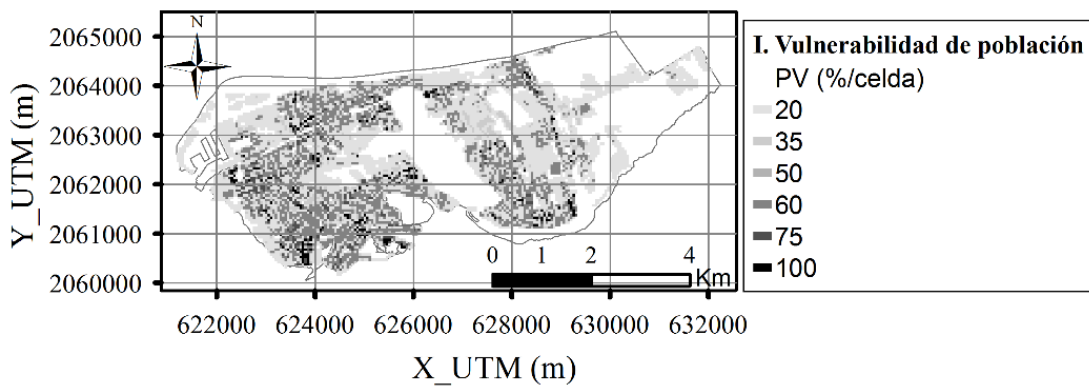 N
2065000
2064000
2063000
2062000
2061000
2060000
Y_UTM (m)
0 1 2 4
Km
622000 624000 626000 628000 630000 632000
X_UTM (m)
I. Vulnerabilidad de población
PV (%/celda)
20
35
50
60
75
100